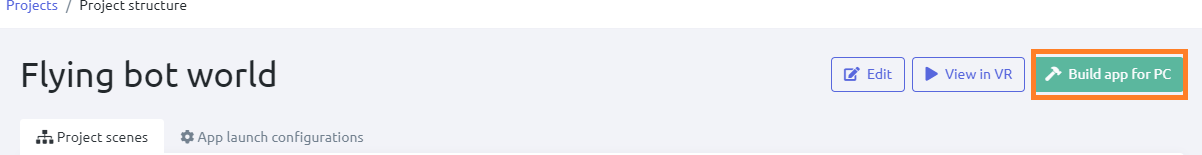 Projects / Project structure
Flying bot world
Edit
View in VR
Build app for PC
Project scenes
App launch configurations